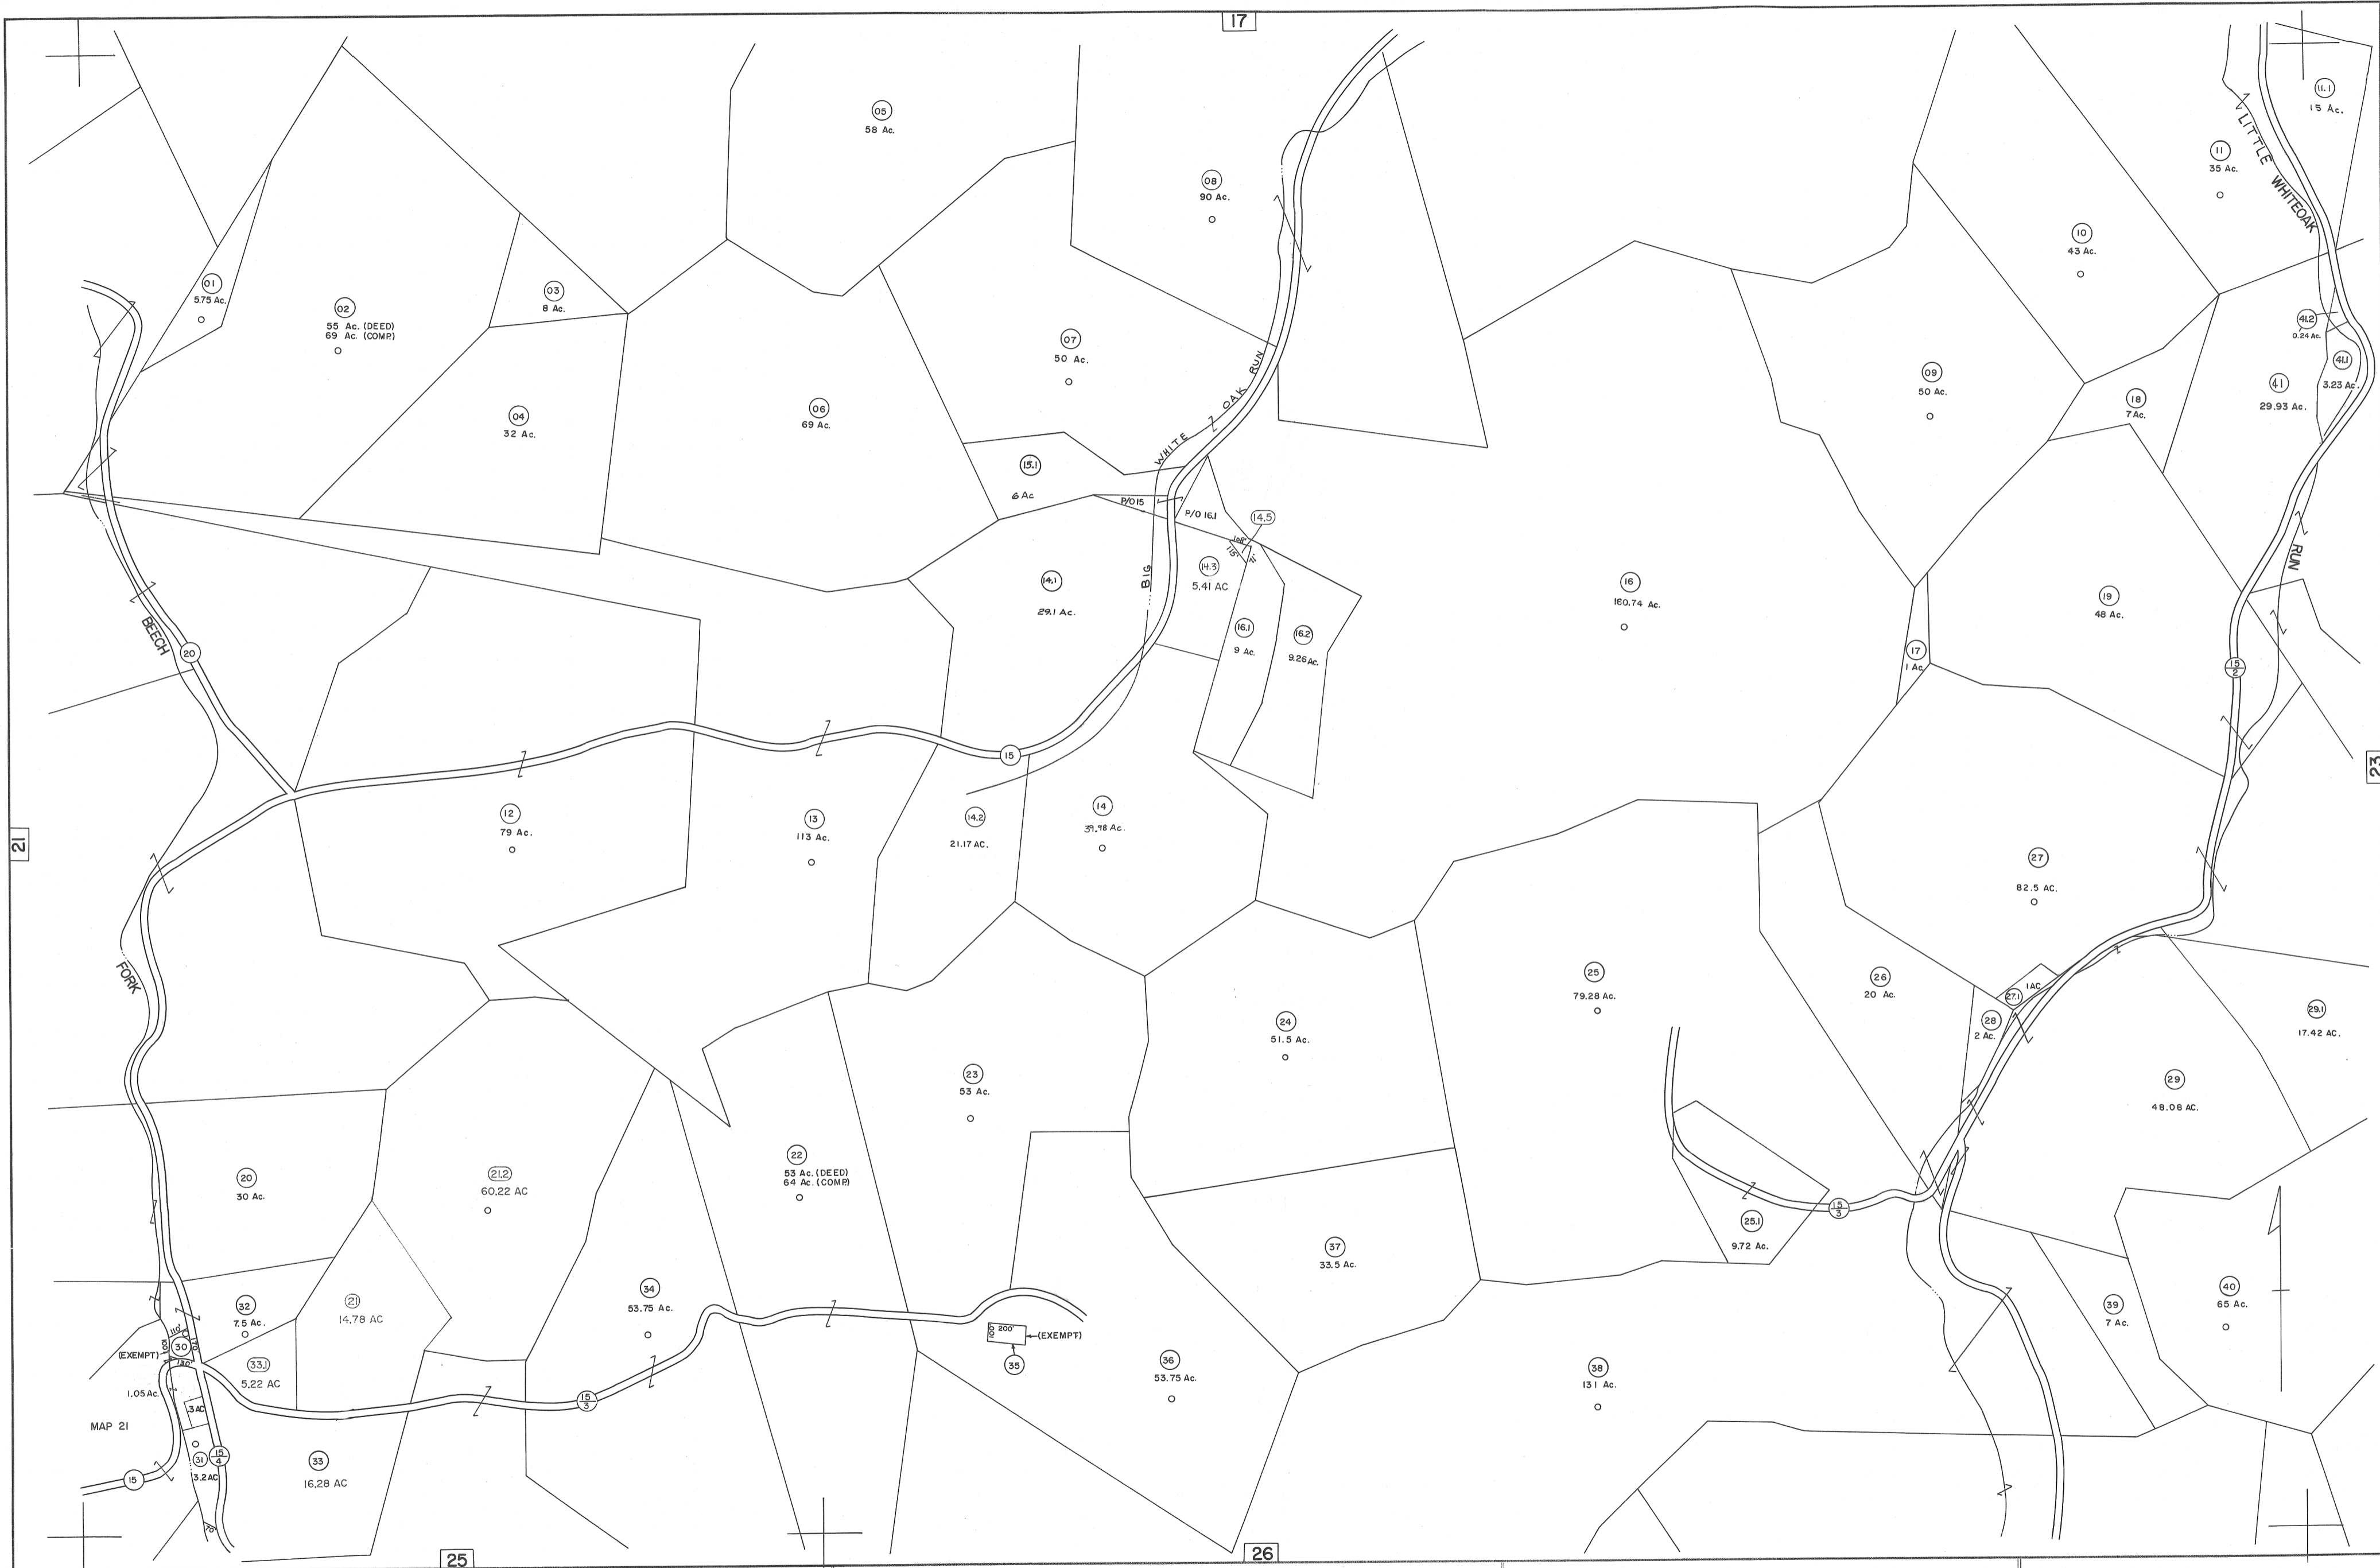 17
05
58 Ac.
11.1
15 Ac.
08
90 Ac.
11
35 Ac.
LITTLE WHITEOAK
10
43 Ac.
01
5.75 Ac.
02
55 Ac. (DEED)
69 Ac. (COMP.)
03
8 Ac.
07
50 Ac.
41.2
0.24 Ac.
41.1
3.23 Ac.
41
29.93 Ac.
09
50 Ac.
18
7 Ac.
04
32 Ac.
06
69 Ac.
BIG WHITE OAK RUN
15.1
6 Ac
P/O 15
P/O 16.1
14.5
108'
115'
71'
14.3
5.41 AC
14.1
29.1 Ac.
16
160.74 Ac.
19
48 Ac.
RUN
16.1
9 Ac.
16.2
9.26 Ac.
17
1 Ac.
BEECH
20
15
2
15
23
21
12
79 Ac.
13
113 Ac.
14.2
21.17 AC.
14
39.98 Ac.
27
82.5 AC.
FORK
25
79.28 Ac.
26
20 Ac.
27.1
1 AC
28
2 Ac.
29.1
17.42 AC.
24
51.5 Ac.
23
53 Ac.
29
48.08 AC.
20
30 Ac.
21.2
60.22 AC
22
53 Ac. (DEED)
64 Ac. (COMP.)
15
3
25.1
9.72 Ac.
37
33.5 Ac.
34
53.75 Ac.
32
7.5 Ac.
21
14.78 AC
40
65 Ac.
39
7 Ac.
110'
100'
170'
30
130'
(EXEMPT)
100'
200'
(EXEMPT)
35
33.1
5.22 AC
36
53.75 Ac.
38
131 Ac.
1.05 Ac.
.3 AC
15
3
MAP 21
31
3.2 AC
15
4
15
33
16.28 AC
70'
25
26